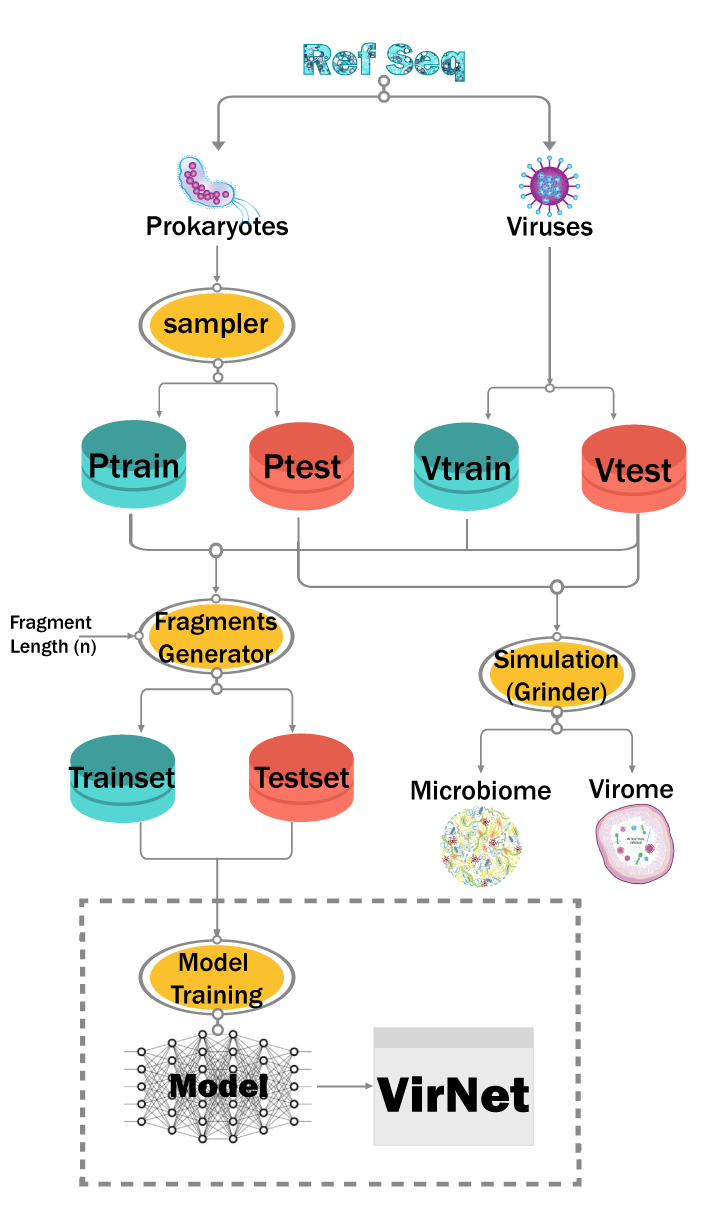 Ref Seq
Prokaryotes
Viruses
sampler
Ptrain
Ptest
Vtrain
Vtest
Fragment
Length (n)
Fragments
Generator
Simulation
(Grinder)
Trainset
Testset
Microbiome
Virome
Model
Training
Model
VirNet